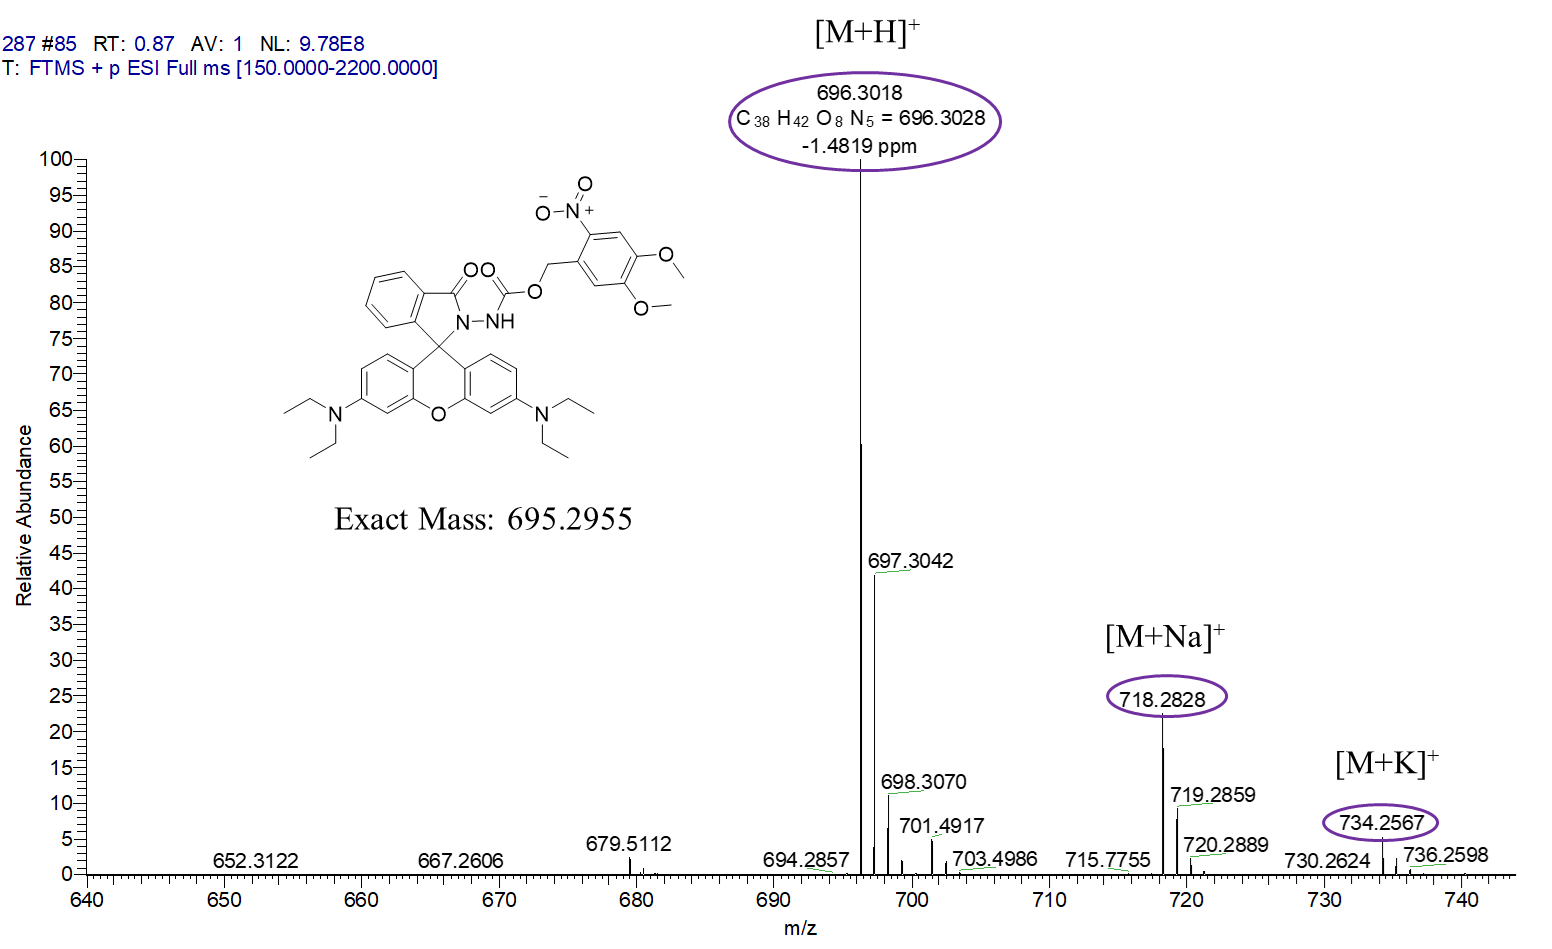 287 #85 RT: 0.87 AV: 1 NL: 9.78E8
T: FTMS + p ESI Full ms [150.0000-2200.0000]
[M+H]+
696.3018
C38 H42 O8 N5 = 696.3028
-1.4819 ppm
O
O− N+
O
O
O O
O
N NH
N O N
Exact Mass: 695.2955
697.3042
[M+Na]+
718.2828
[M+K]+
698.3070
719.2859
701.4917
734.2567
679.5112
720.2889
652.3122
667.2606
694.2857
703.4986
715.7755
730.2624
736.2598
Relative Abundance
100
95
90
85
80
75
70
65
60
55
50
45
40
35
30
25
20
15
10
5
0
640 650 660 670 680 690 700 710 720 730 740
m/z